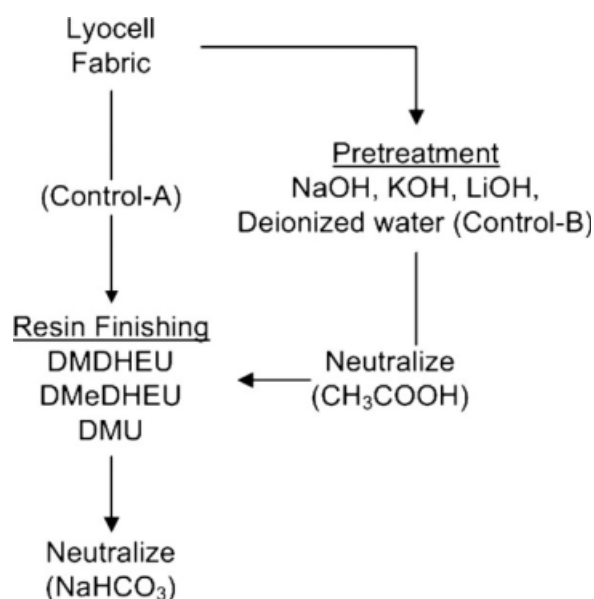 Lyocell
Fabric
(Control-A)
Pretreatment
NaOH, KOH, LiOH,
Deionized water (Control-B)
Neutralize
(CH₃COOH)
Resin Finishing
DMDHEU
DMeDHEU
DMU
Neutralize
(NaHCO₃)